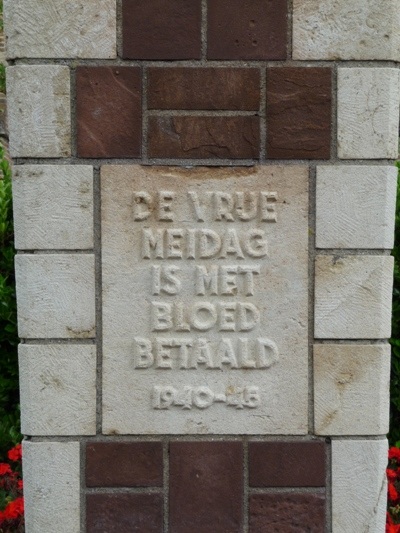 DE VRIJE
MEIDAG
IS MET
BLOED
BETAALD
1940-45